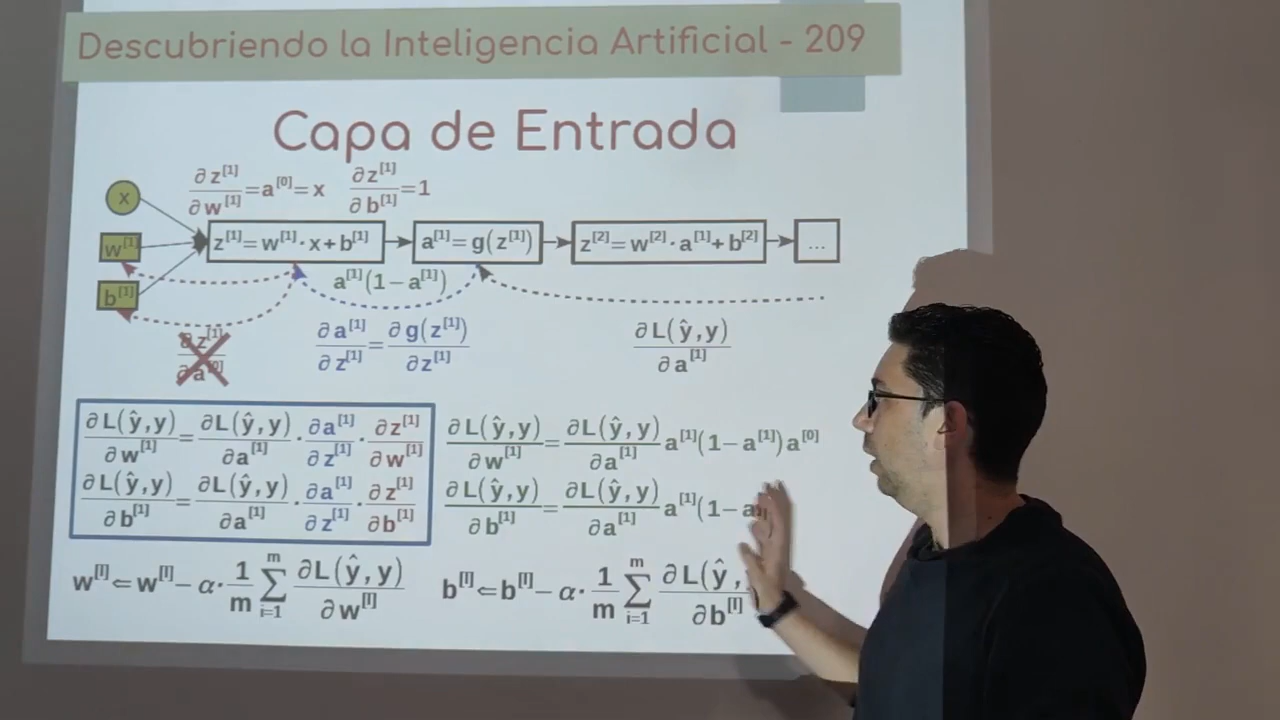 Descubriendo la Inteligencia Artificial - 209
Capa de Entrada
∂z^[1]/∂w^[1] = a^[0] = x    ∂z^[1]/∂b^[1] = 1
x
w^[1]
b^[1]
z^[1]=w^[1]·x+b^[1]    a^[1]=g(z^[1])    z^[2]=w^[2]·a^[1]+b^[2]    ...
a^[1](1−a^[1])
∂z^[1]/∂a^[0]    ∂a^[1]/∂z^[1] = ∂g(z^[1])/∂z^[1]    ∂L(ŷ,y)/∂a^[1]
∂L(ŷ,y)/∂w^[1] = ∂L(ŷ,y)/∂a^[1] · ∂a^[1]/∂z^[1] · ∂z^[1]/∂w^[1]    ∂L(ŷ,y)/∂w^[1] = ∂L(ŷ,y)/∂a^[1] a^[1](1−a^[1])a^[0]
∂L(ŷ,y)/∂b^[1] = ∂L(ŷ,y)/∂a^[1] · ∂a^[1]/∂z^[1] · ∂z^[1]/∂b^[1]    ∂L(ŷ,y)/∂b^[1] = ∂L(ŷ,y)/∂a^[1] a^[1](1−a
w^[l] ⇐ w^[l] − α· 1/m ∑_{i=1}^{m} ∂L(ŷ,y)/∂w^[l]    b^[l] ⇐ b^[l] − α· 1/m ∑_{i=1}^{m} ∂L(ŷ,/∂b^[l]